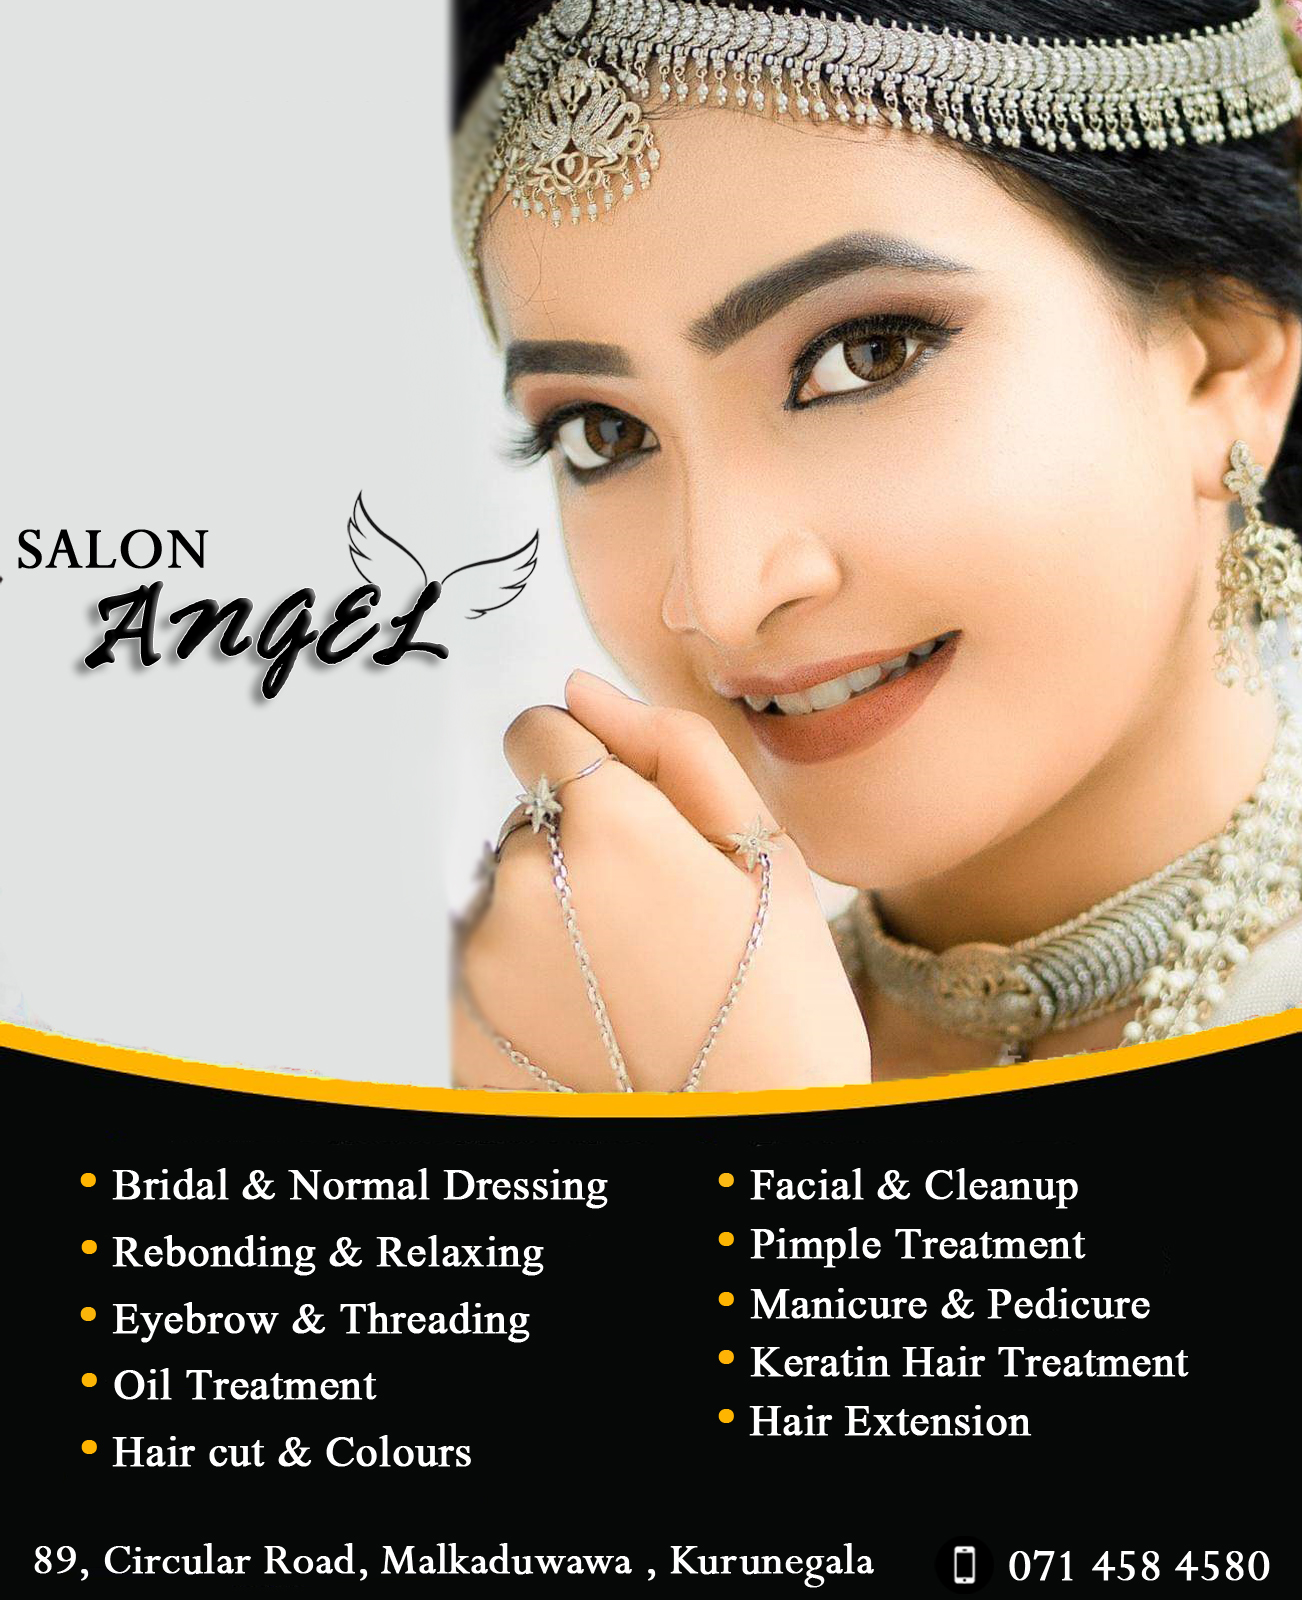 SALON
AngEL
• Bridal & Normal Dressing
• Rebonding & Relaxing
• Eyebrow & Threading
• Oil Treatment
• Hair cut & Colours
• Facial & Cleanup
• Pimple Treatment
• Manicure & Pedicure
• Keratin Hair Treatment
• Hair Extension
89, Circular Road, Malkaduwawa , Kurunegala
071 458 4580